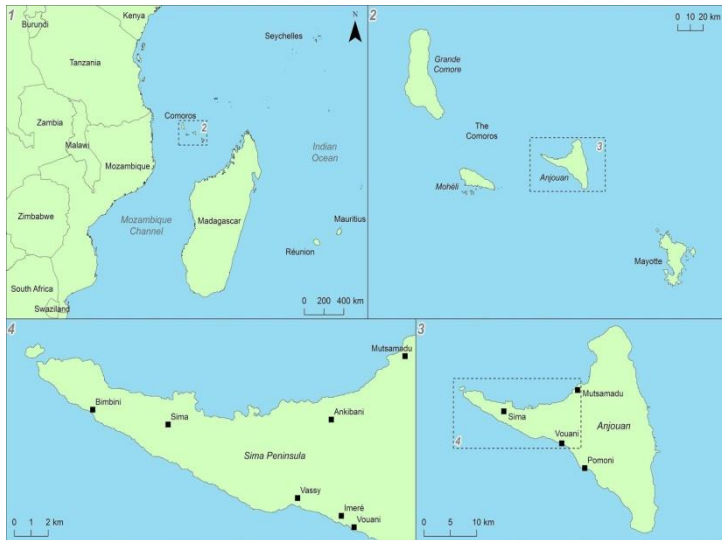 1
Kenya
Burundi
Tanzania
Seychelles
N
Zambia
Comoros
2
Malawi
Mozambique
Indian
Ocean
Zimbabwe
Mozambique
Channel
Madagascar
Mauritius
Réunion
South Africa
Swaziland
0 200 400 km
2
0 10 20 km
Grande
Comore
The
Comoros
3
Mohéli
Anjouan
Mayotte
4
Mutsamadu
Bimbini
Sima
Ankibani
Sima Peninsula
Vassy
Imeré
Vouani
0 1 2 km
3
Mutsamadu
Sima
Anjouan
Vouani
4
Pomoni
0 5 10 km